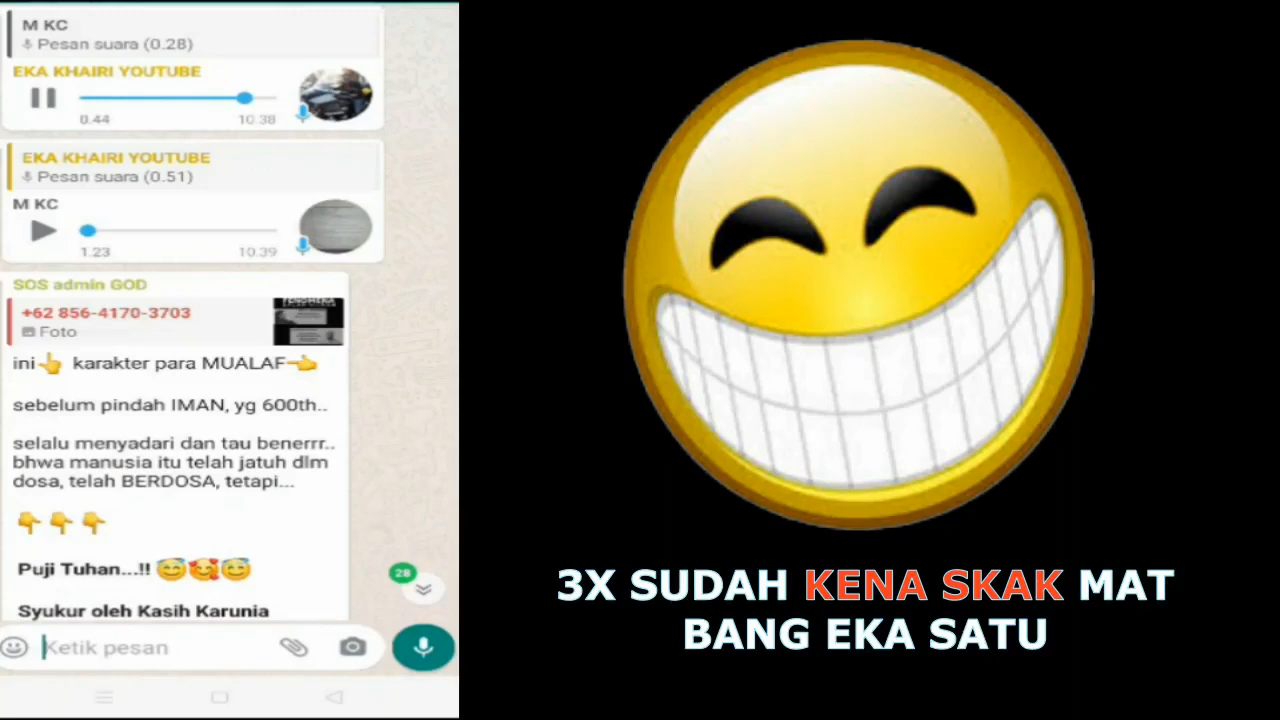 M KC
Pesan suara (0.28)
EKA KHAIRI YOUTUBE
0.44 10.38
EKA KHAIRI YOUTUBE
Pesan suara (0.51)
M KC
1.23 10.39
SOS admin GOD
+62 856-4170-3703
Foto
FENOMENA
ini👆 karakter para MUALAF👈
sebelum pindah IMAN, yg 600th..
selalu menyadari dan tau benerrr..
bhwa manusia itu telah jatuh dlm
dosa, telah BERDOSA, tetapi...
👇👇👇
Puji Tuhan...!! 😇🥰😇
28
Syukur oleh Kasih Karunia
Ketik pesan
3X SUDAH KENA SKAK MAT
BANG EKA SATU